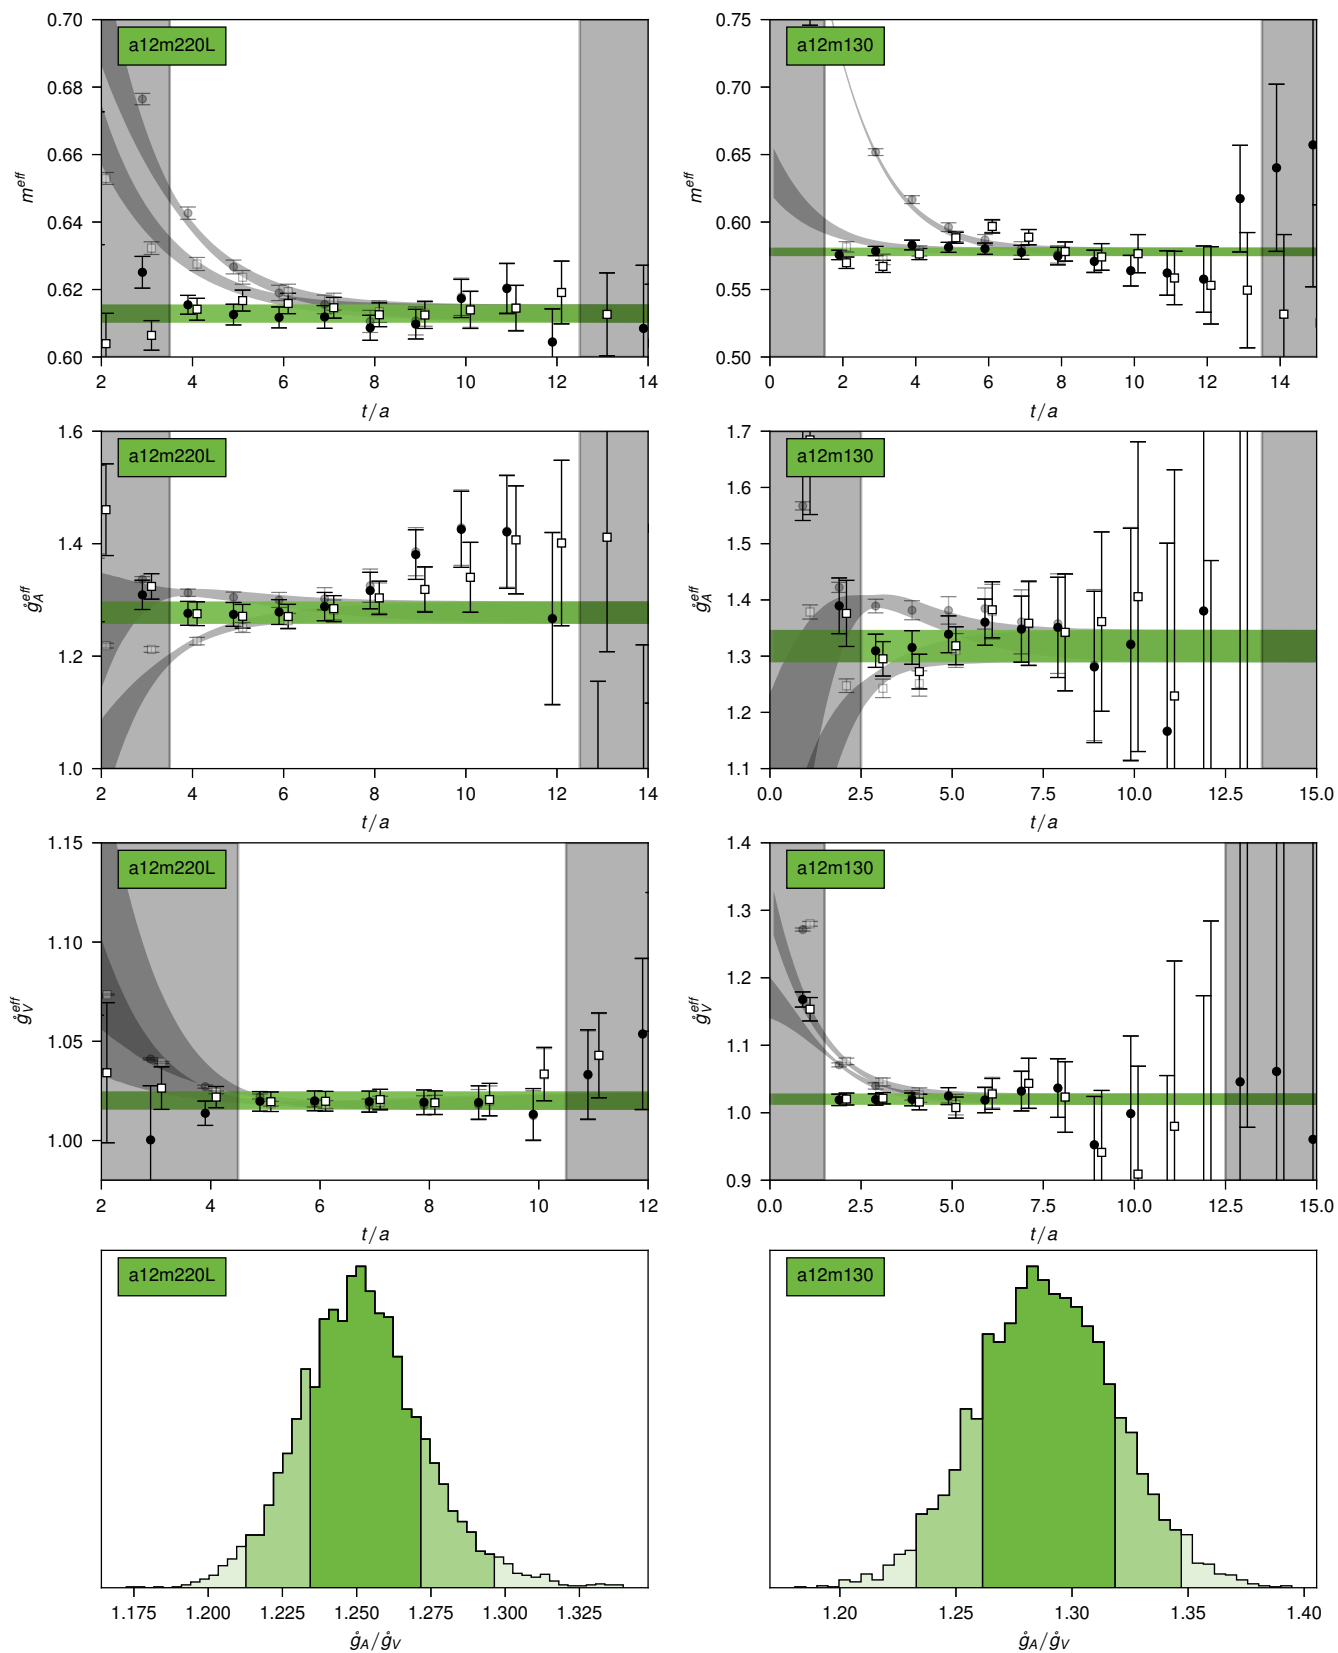 a12m220L
0.70
0.68
0.66
0.64
0.62
0.60
m^eff
2 4 6 8 10 12 14
t/a
a12m130
0.75
0.70
0.65
0.60
0.55
0.50
m^eff
0 2 4 6 8 10 12 14
t/a
a12m220L
1.6
1.4
1.2
1.0
g̊_A^eff
2 4 6 8 10 12 14
t/a
a12m130
1.7
1.6
1.5
1.4
1.3
1.2
1.1
g̊_A^eff
0.0 2.5 5.0 7.5 10.0 12.5 15.0
t/a
a12m220L
1.15
1.10
1.05
1.00
g̊_V^eff
2 4 6 8 10 12
t/a
a12m130
1.4
1.3
1.2
1.1
1.0
0.9
g̊_V^eff
0.0 2.5 5.0 7.5 10.0 12.5 15.0
t/a
a12m220L
1.175 1.200 1.225 1.250 1.275 1.300 1.325
g̊_A/g̊_V
a12m130
1.20 1.25 1.30 1.35 1.40
g̊_A/g̊_V